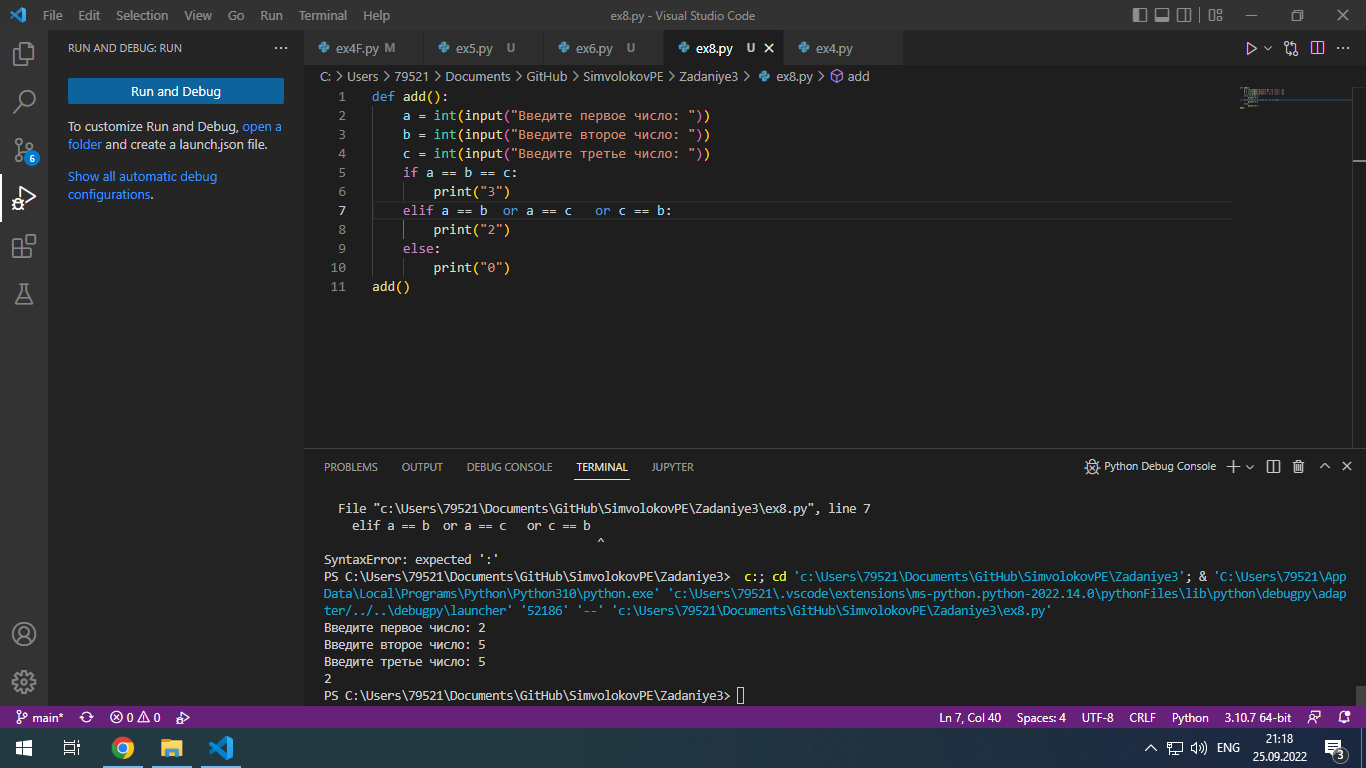 File Edit Selection View Go Run Terminal Help ex8.py - Visual Studio Code
RUN AND DEBUG: RUN ···
ex4F.py M ex5.py U ex6.py U ex8.py U ex4.py
C: > Users > 79521 > Documents > GitHub > SimvolokovPE > Zadaniye3 > ex8.py > add
Run and Debug
To customize Run and Debug, open a
folder and create a launch.json file.
Show all automatic debug
configurations.
6
1 def add():
2 a = int(input("Введите первое число: "))
3 b = int(input("Введите второе число: "))
4 c = int(input("Введите третье число: "))
5 if a == b == c:
6 print("3")
7 elif a == b  or a == c   or c == b:
8 print("2")
9 else:
10 print("0")
11 add()
PROBLEMS OUTPUT DEBUG CONSOLE TERMINAL JUPYTER Python Debug Console
File "c:\Users\79521\Documents\GitHub\SimvolokovPE\Zadaniye3\ex8.py", line 7
elif a == b  or a == c   or c == b
^
SyntaxError: expected ':'
PS C:\Users\79521\Documents\GitHub\SimvolokovPE\Zadaniye3>  c:; cd 'c:\Users\79521\Documents\GitHub\SimvolokovPE\Zadaniye3'; & 'C:\Users\79521\App
Data\Local\Programs\Python\Python310\python.exe' 'c:\Users\79521\.vscode\extensions\ms-python.python-2022.14.0\pythonFiles\lib\python\debugpy\adap
ter/../..\debugpy\launcher' '52186' '--' 'c:\Users\79521\Documents\GitHub\SimvolokovPE\Zadaniye3\ex8.py'
Введите первое число: 2
Введите второе число: 5
Введите третье число: 5
2
PS C:\Users\79521\Documents\GitHub\SimvolokovPE\Zadaniye3>
main* 0 0 Ln 7, Col 40 Spaces: 4 UTF-8 CRLF Python 3.10.7 64-bit
ENG 21:18
25.09.2022
3